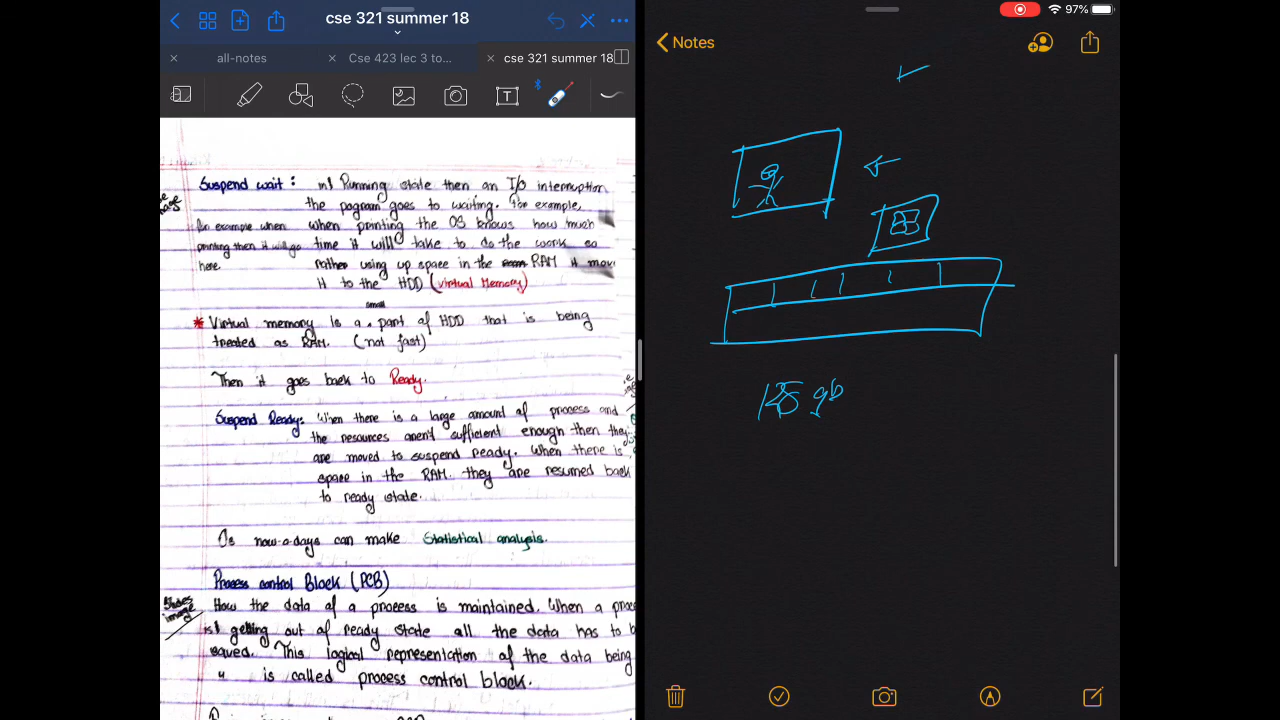 cse 321 summer 18
all-notes
Cse 423 lec 3 to...
cse 321 summer 18
Suspend wait: Running state then an I/o interruption
the pogram goes to waiting. For example,
for example when when printing the OS knows how much
printing then it will go time it will take to do the work so
here. rather using up space in the RAM it mov
it to the HDD (virtual Memory)
* Virtual memory is a small part of HDD that is being
treated as RAM. (not fast)
Then it goes back to Ready.
Suspend Ready: When there is a large amount of process and
the resources aren't sufficient enough then they
are moved to suspend ready. When there is
space in the RAM. they are resumed back
to ready state.
Os now-a-days can make Statistical analysis.
Process control Block (PCB)
How the data of a process is maintained. When a proc
is getting out of ready state all the data has to b
saved. This logical representation of the data being
is called process control block.
97%
Notes
gb